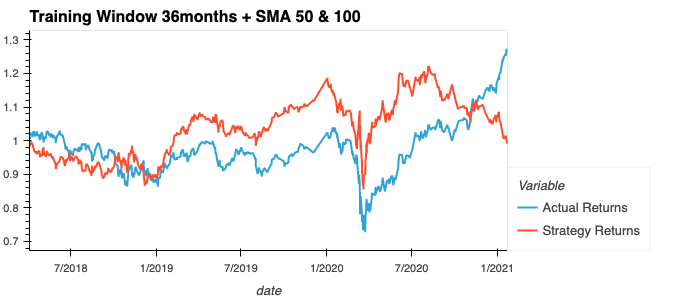 Training Window 36months + SMA 50 & 100
1.3
1.2
1.1
1
0.9
0.8
0.7
7/2018
1/2019
7/2019
1/2020
7/2020
1/2021
date
Variable
Actual Returns
Strategy Returns